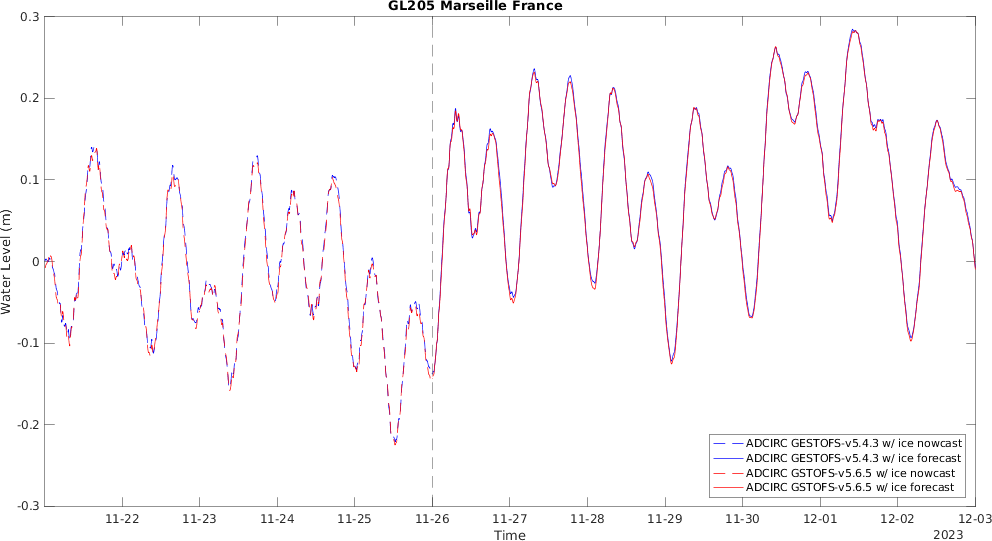 GL205 Marseille France
0.3
0.2
0.1
0
-0.1
-0.2
-0.3
Water Level (m)
ADCIRC GESTOFS-v5.4.3 w/ ice nowcast
ADCIRC GESTOFS-v5.4.3 w/ ice forecast
ADCIRC GSTOFS-v5.6.5 w/ ice nowcast
ADCIRC GSTOFS-v5.6.5 w/ ice forecast
11-22 11-23 11-24 11-25 11-26 11-27 11-28 11-29 11-30 12-01 12-02 12-03
Time
2023